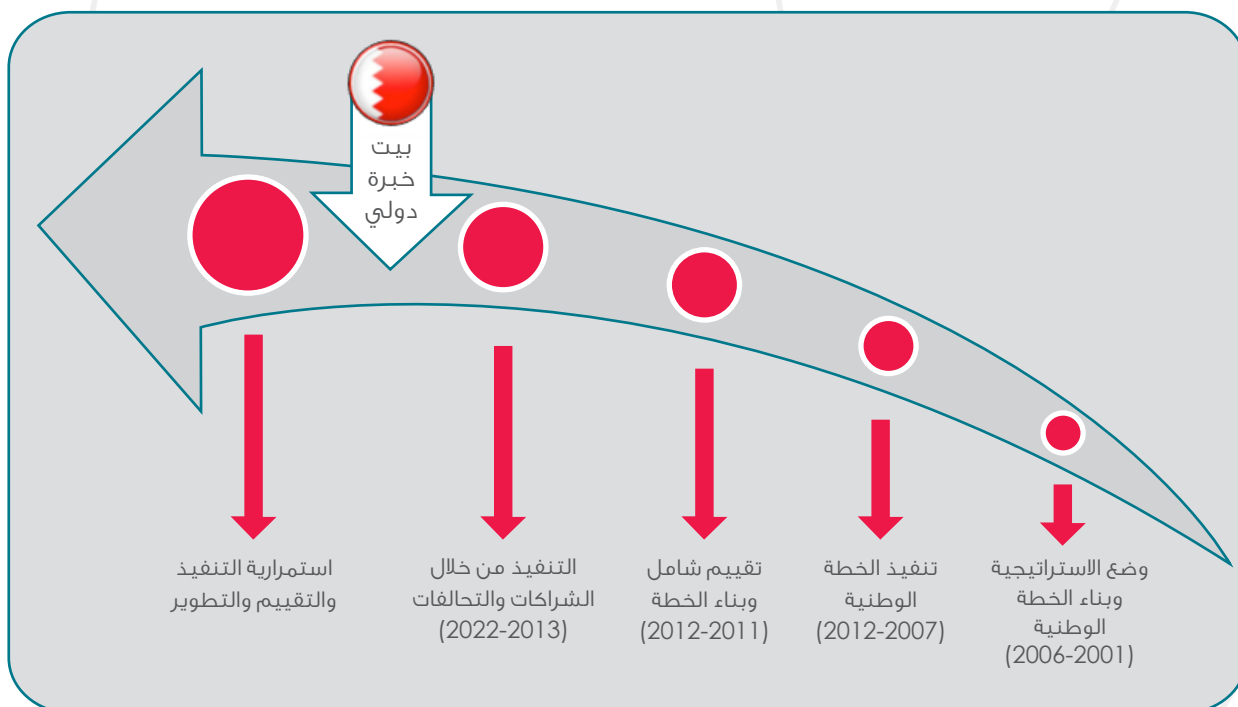 بيت
خبرة
دولي
وضع الاستراتيجية
وبناء الخطة
الوطنية
(2006-2001)
تنفيذ الخطة
الوطنية
(2012-2007)
تقييم شامل
وبناء الخطة
(2012-2011)
التنفيذ من خلال
الشراكات والتحالفات
(2022-2013)
استمرارية التنفيذ
والتقييم والتطوير